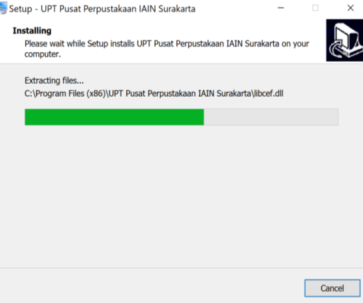 Setup - UPT Pusat Perpustakaan IAIN Surakarta
Installing
Please wait while Setup installs UPT Pusat Perpustakaan IAIN Surakarta on your
computer.
Extracting files...
C:\Program Files (x86)\UPT Pusat Perpustakaan IAIN Surakarta\libcef.dll
Cancel